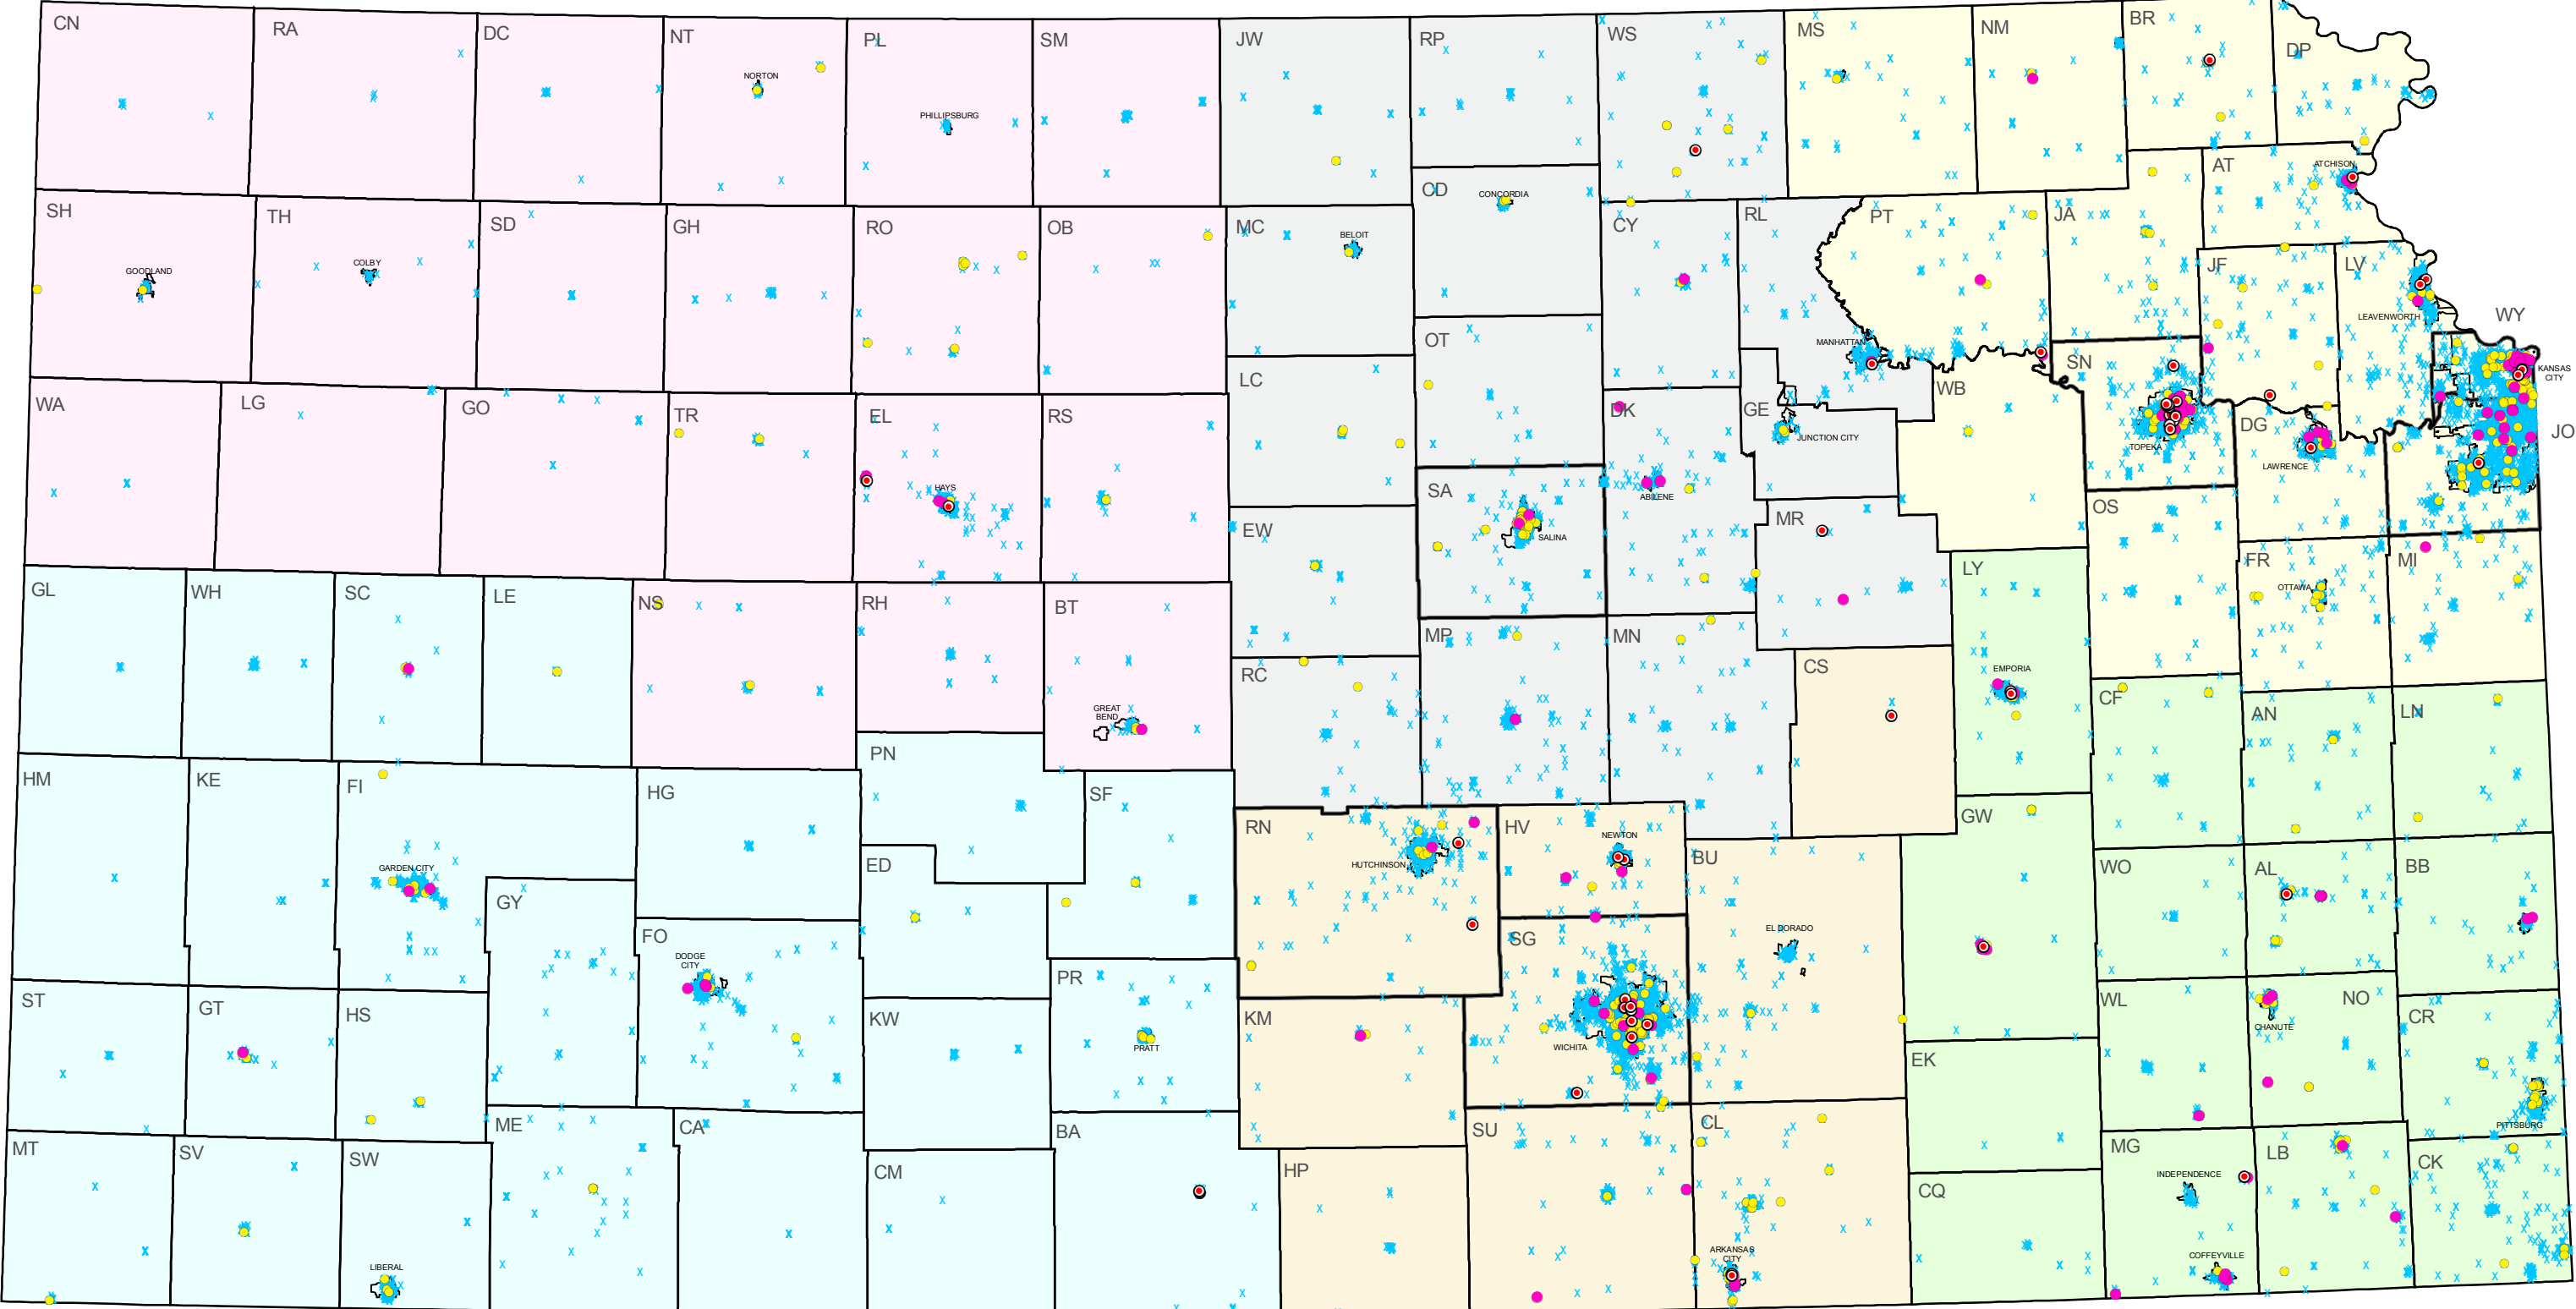 CN
RA
DC
NT
PL
SM
JW
RP
WS
MS
NM
BR
DP
NORTON
PHILLIPSBURG
AT
ATCHISON
SH
TH
SD
GH
RO
OB
MC
BELOIT
CD
CONCORDIA
CY
RL
PT
JA
JF
LV
GOODLAND
COLBY
LEAVENWORTH
WY
KANSAS
CITY
OT
MANHATTAN
SN
WA
LG
GO
TR
EL
RS
LC
DK
GE
JUNCTION CITY
WB
TOPEKA
DG
LAWRENCE
JO
HAYS
SA
SALINA
ABILENE
EW
MR
OS
FR
MI
OTTAWA
GL
WH
SC
LE
NS
RH
BT
GREAT
BEND
RC
MP
MN
CS
LY
EMPORIA
CF
AN
LN
HM
KE
FI
GARDEN CITY
HG
PN
SF
RN
HUTCHINSON
HV
NEWTON
BU
EL DORADO
GW
WO
AL
BB
GY
FO
DODGE
CITY
ED
PR
PRATT
SG
WICHITA
ST
GT
HS
KW
KM
EK
WL
NO
CHANUTE
CR
PITTSBURG
MT
SV
SW
LIBERAL
ME
CA
CM
BA
HP
SU
CL
ARKANSAS
CITY
CQ
MG
INDEPENDENCE
COFFEYVILLE
LB
CK